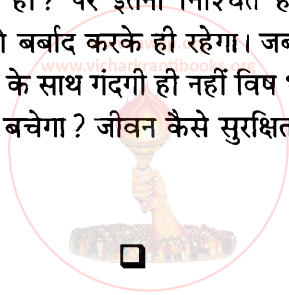 हो? पर इतना निश्चित ह
बर्बाद करके ही रहेगा। जब
www.vicharkrantibooks.org
के साथ गंदगी ही नहीं विष
बचेगा? जीवन कैसे सुरक्षित